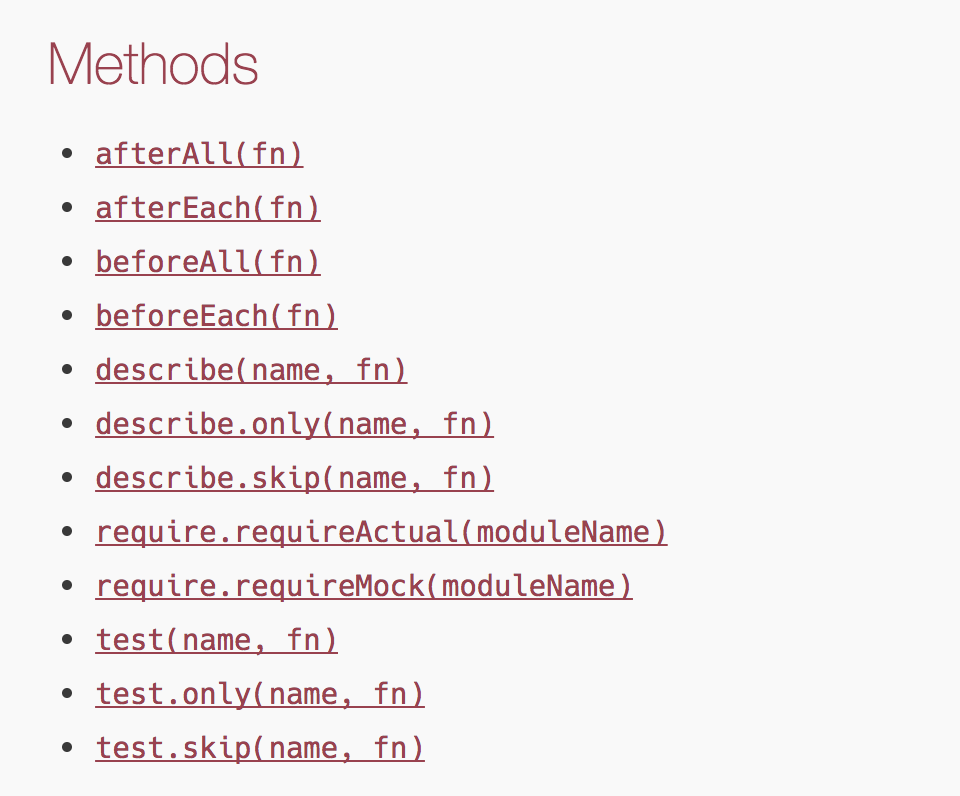 Methods
afterAll(fn)
afterEach(fn)
beforeAll(fn)
beforeEach(fn)
describe(name, fn)
describe.only(name, fn)
describe.skip(name, fn)
require.requireActual(moduleName)
require.requireMock(moduleName)
test(name, fn)
test.only(name, fn)
test.skip(name, fn)